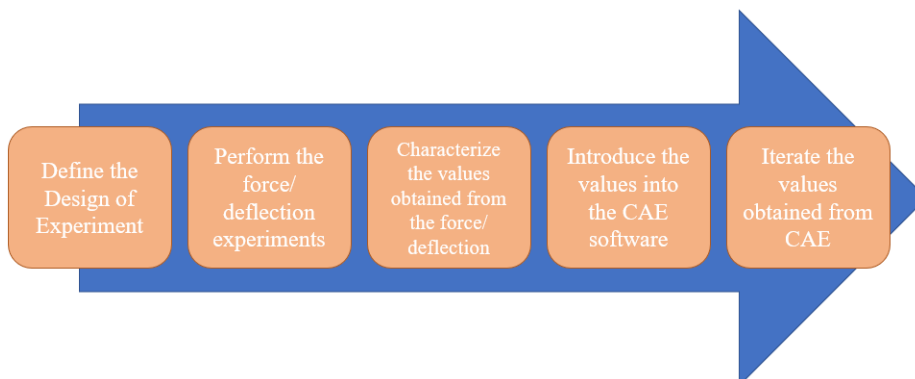 Define the
Design of
Experiment
Perform the
force/
deflection
experiments
Characterize
the values
obtained from
the force/
deflection
Introduce the
values into
the CAE
software
Iterate the
values
obtained from
CAE